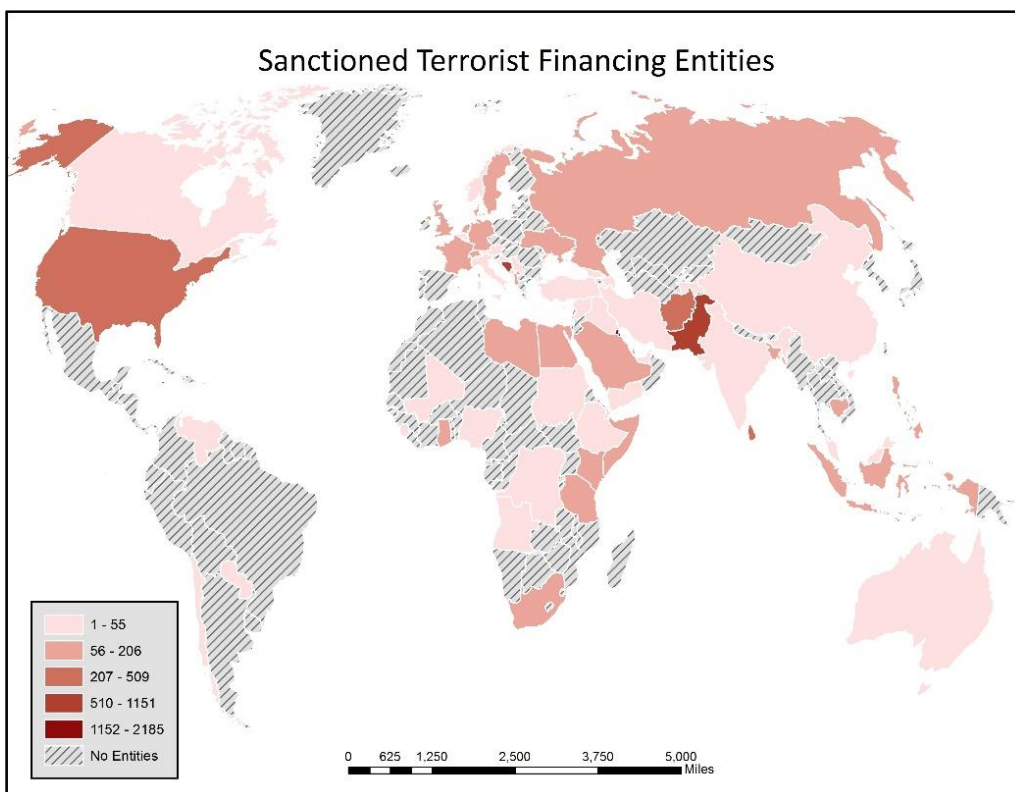 Sanctioned Terrorist Financing Entities
1 - 55
56 - 206
207 - 509
510 - 1151
1152 - 2185
No Entities
0 625 1,250 2,500 3,750 5,000
Miles